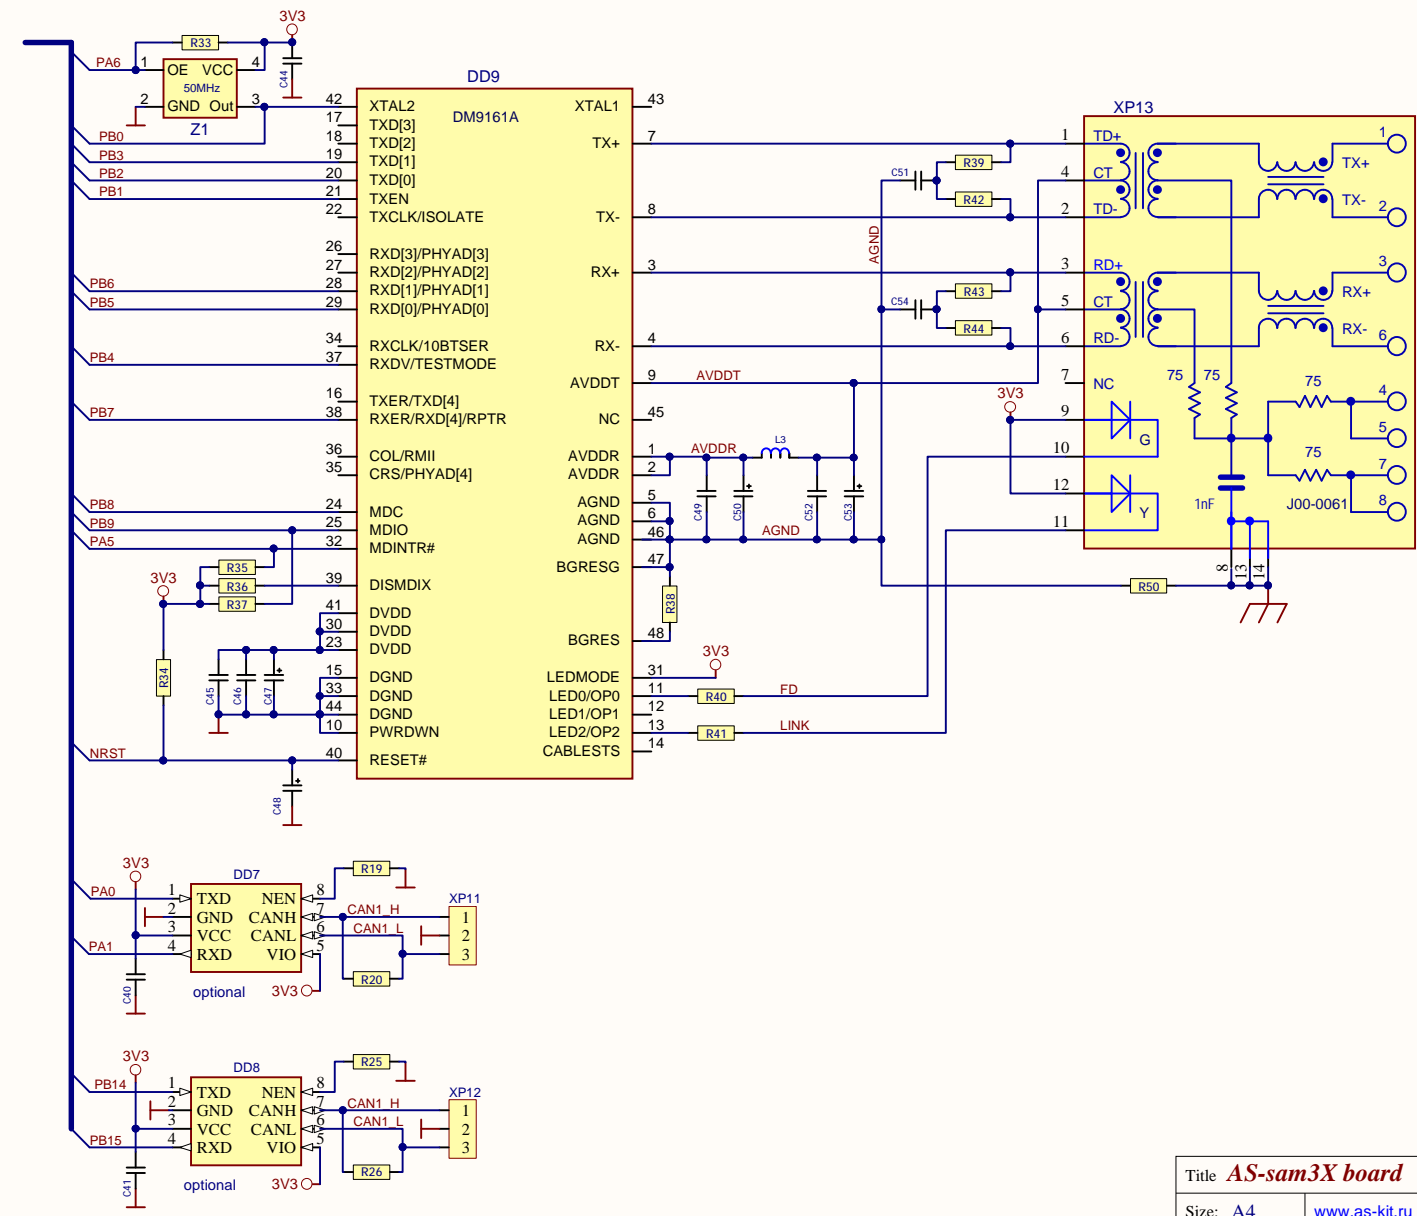 3V3
R33
PA6
1
OE VCC
4
50MHz
2
GND Out
3
Z1
C44
PB0
PB3
PB2
PB1
PB6
PB5
PB4
PB7
PB8
PB9
PA5
NRST
DD9
DM9161A
42 XTAL2
17 TXD[3]
18 TXD[2]
19 TXD[1]
20 TXD[0]
21 TXEN
22 TXCLK/ISOLATE
26 RXD[3]/PHYAD[3]
27 RXD[2]/PHYAD[2]
28 RXD[1]/PHYAD[1]
29 RXD[0]/PHYAD[0]
34 RXCLK/10BTSER
37 RXDV/TESTMODE
16 TXER/TXD[4]
38 RXER/RXD[4]/RPTR
36 COL/RMII
35 CRS/PHYAD[4]
24 MDC
25 MDIO
32 MDINTR#
39 DISMDIX
41 DVDD
30 DVDD
23 DVDD
15 DGND
33 DGND
44 DGND
10 PWRDWN
40 RESET#
XTAL1 43
TX+ 7
TX- 8
RX+ 3
RX- 4
AVDDT 9
NC 45
AVDDR 1
AVDDR 2
AGND 5
AGND 6
AGND 46
BGRESG 47
BGRES 48
LEDMODE 31
LED0/OP0 11
LED1/OP1 12
LED2/OP2 13
CABLESTS 14
3V3
R35
R36
R37
R34
C45
C46
C47
C48
C51
R39
R42
AGND
C54
R43
R44
AVDDT
AVDDR
L3
C49
C50
C52
C53
AGND
R38
R50
3V3
R40
FD
R41
LINK
3V3
XP13
1 TD+
4 CT
2 TD-
3 RD+
5 CT
6 RD-
7 NC
9
10
12
11
G
Y
TX+
TX-
RX+
RX-
1
2
3
6
4
5
7
8
75
75
75
75
1nF
J00-0061
8
13
14
3V3
DD7
PA0
PA1
1 TXD NEN 8
2 GND CANH 7
3 VCC CANL 6
4 RXD VIO 5
C40
optional
3V3
R19
CAN1_H
CAN1_L
R20
XP11
1
2
3
3V3
DD8
PB14
PB15
1 TXD NEN 8
2 GND CANH 7
3 VCC CANL 6
4 RXD VIO 5
C41
optional
3V3
R25
CAN1_H
CAN1_L
R26
XP12
1
2
3
Title AS-sam3X board
Size: A4
www.as-kit.ru